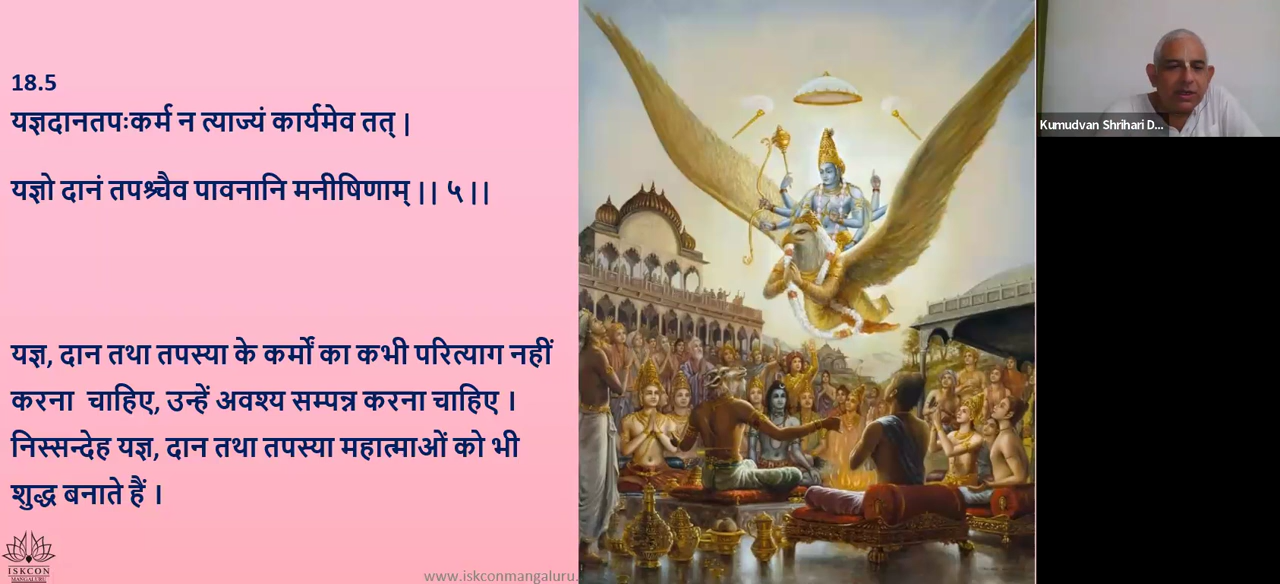 18.5
यज्ञदानतपःकर्म न त्याज्यं कार्यमेव तत् |
यज्ञो दानं तपश्र्चैव पावनानि मनीषिणाम् || ५ ||
यज्ञ, दान तथा तपस्या के कर्मों का कभी परित्याग नहीं
करना चाहिए, उन्हें अवश्य सम्पन्न करना चाहिए ।
निस्सन्देह यज्ञ, दान तथा तपस्या महात्माओं को भी
शुद्ध बनाते हैं ।
ISKCON
MANGALURU
www.iskconmangaluru.
Kumudvan Shrihari D...